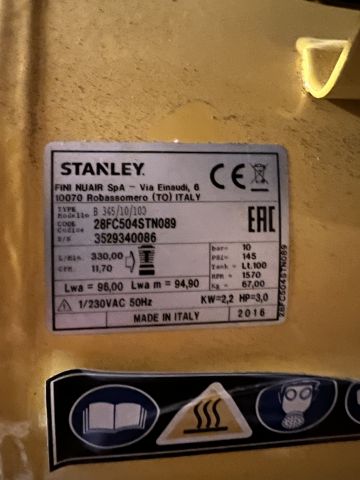 STANLEY.
FINI NUAIR SpA - Via Einaudi, 6
10070 Robassomero (TO) ITALY
CE
TYPE
Modello B 345/10/100
CODE
Codice 28FC504STN089
S/N 3529340086
EAC
L/min. 330,00
CFM 11,70
bar= 10
PSi= 145
Tank = Lt.100
RPM = 1570
Kg = 67,00
Lwa = 96,00 Lwa m = 94,90
1/230VAC 50Hz KW=2,2 HP=3,0
MADE IN ITALY 2016
28FC504STN089